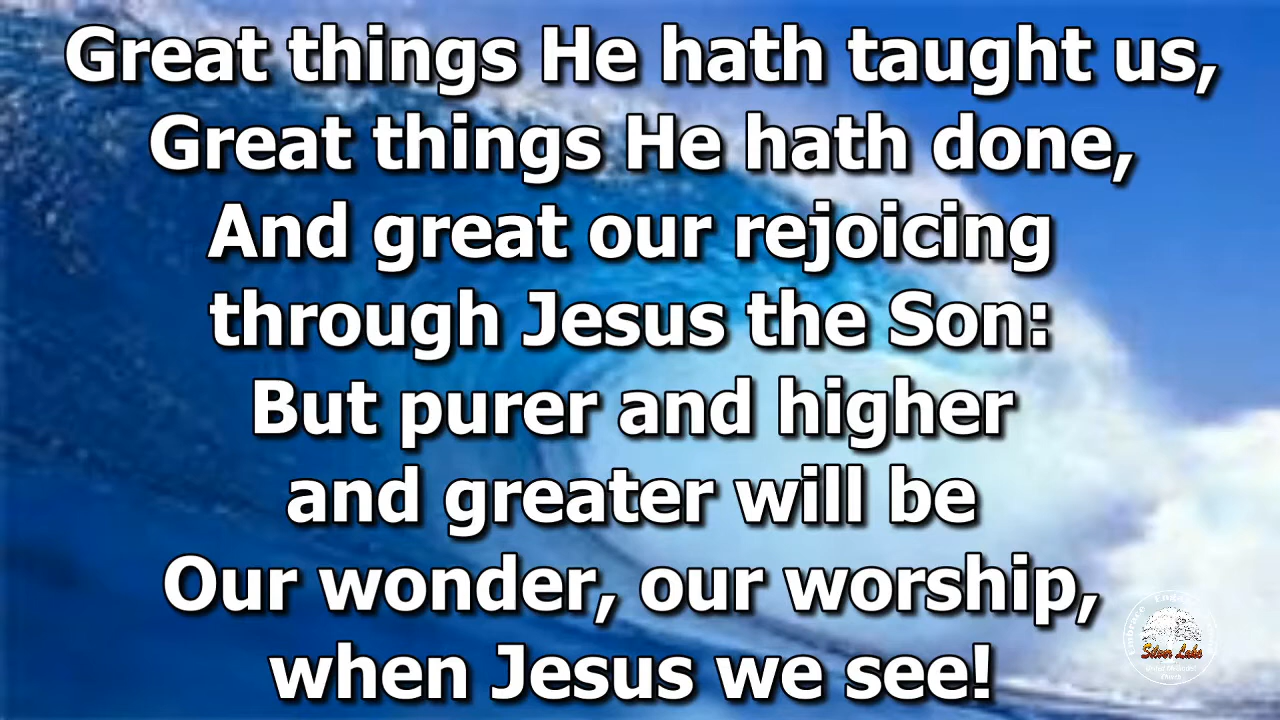 Great things He hath taught us,
Great things He hath done,
And great our rejoicing
through Jesus the Son:
But purer and higher
and greater will be
Our wonder, our worship,
when Jesus we see!
Embrace
Silver Lake